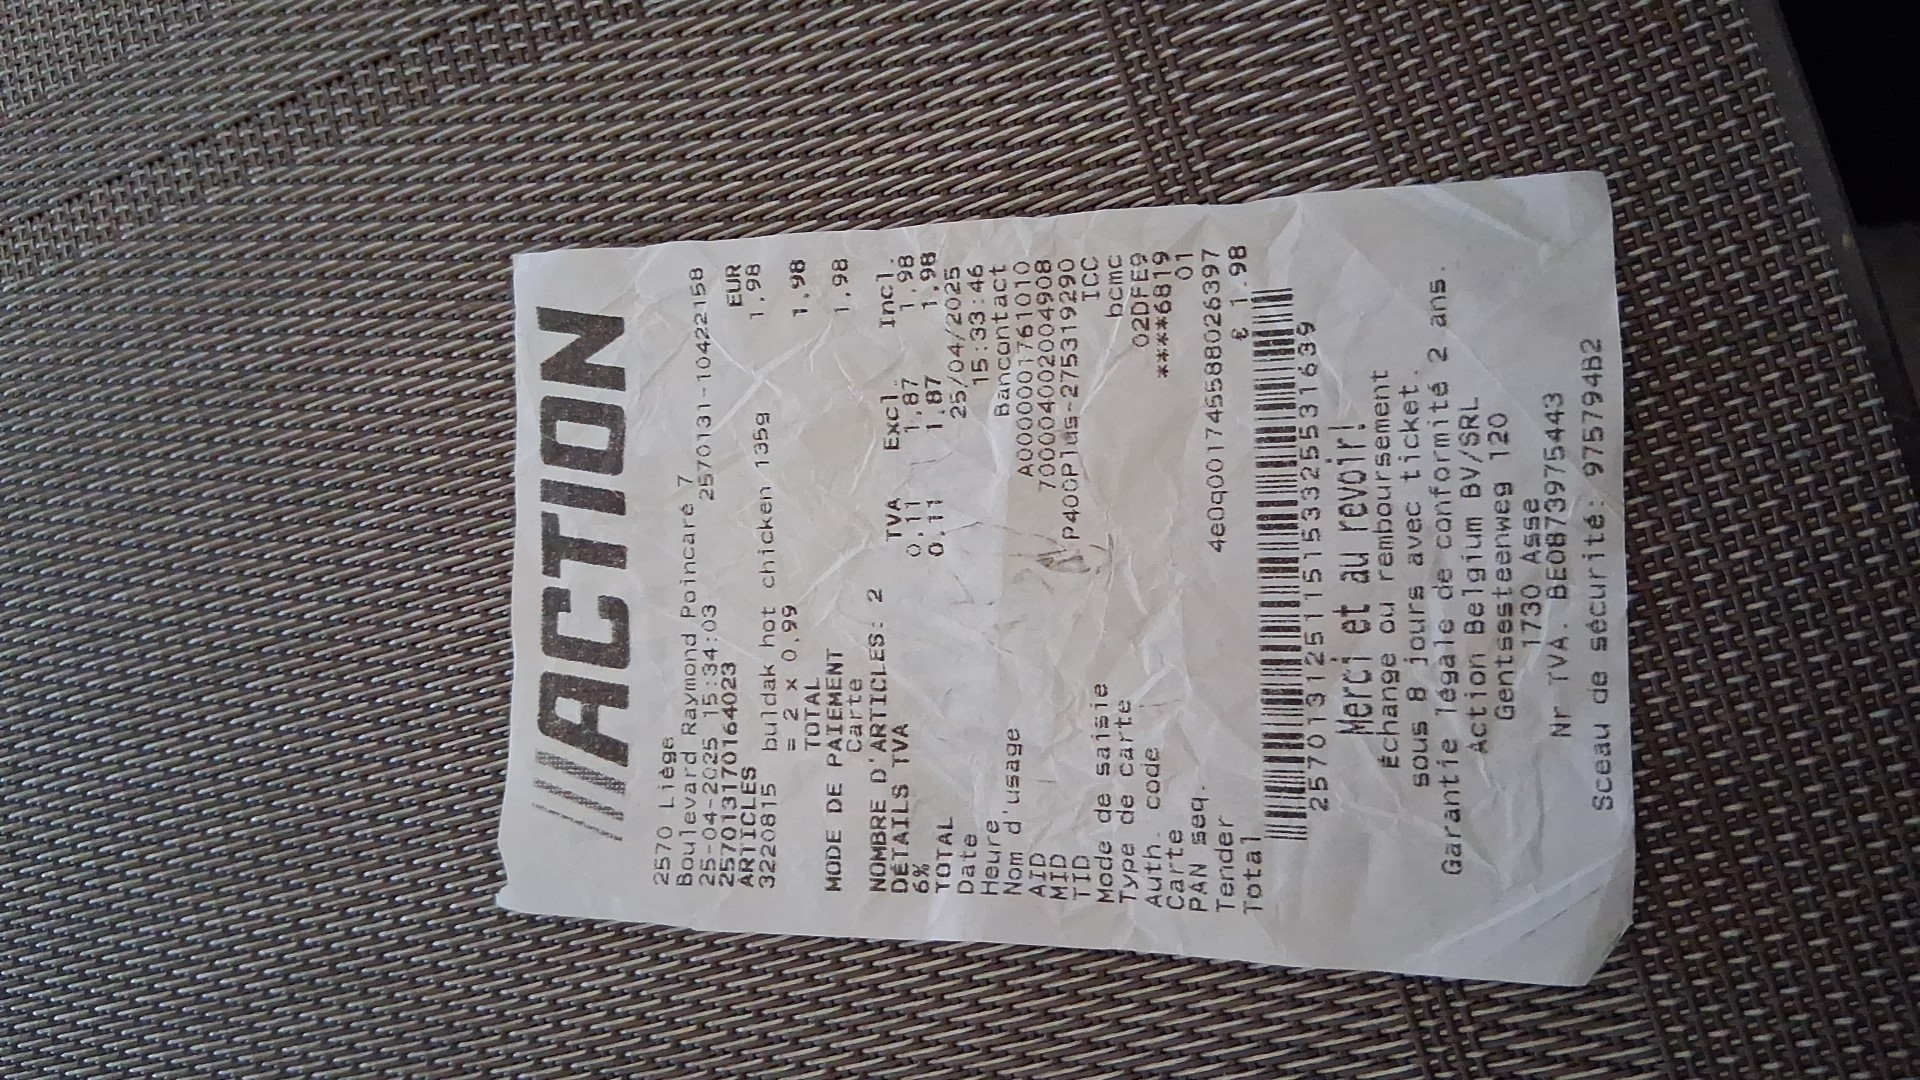 ACTION
2570 Liège
Boulevard Raymond Poincaré 7
25-04-2025 15:34:03 2570131-10422158
257013170164023
ARTICLES EUR
3220815 buldak hot chicken 135g 1,98
= 2 x 0,99
TOTAL 1,98
MODE DE PAIEMENT
Carte 1,98
NOMBRE D'ARTICLES: 2
DÉTAILS TVA TVA Excl. Incl.
6% 0,11 1,87 1,98
TOTAL 0,11 1,87 1,98
Date 25/04/2025
Heure 15:33:46
Nom d'usage Bancontact
AID A0000001761010
MID 700004002004908
TID P400Plus-275319290
Mode de saisie ICC
Type de carte bcmc
Auth. code 02DFE9
Carte ****6819
PAN seq. 01
Tender 4e0q001745588026397
Total € 1.98
2570131251151533255531639
Merci et au revoir!
Échange ou remboursement
sous 8 jours avec ticket.
Garantie légale de conformité 2 ans.
Action Belgium BV/SRL
Gentsesteenweg 120
1730 Asse
Nr TVA. BE0873975443
Sceau de sécurité: 975794B2